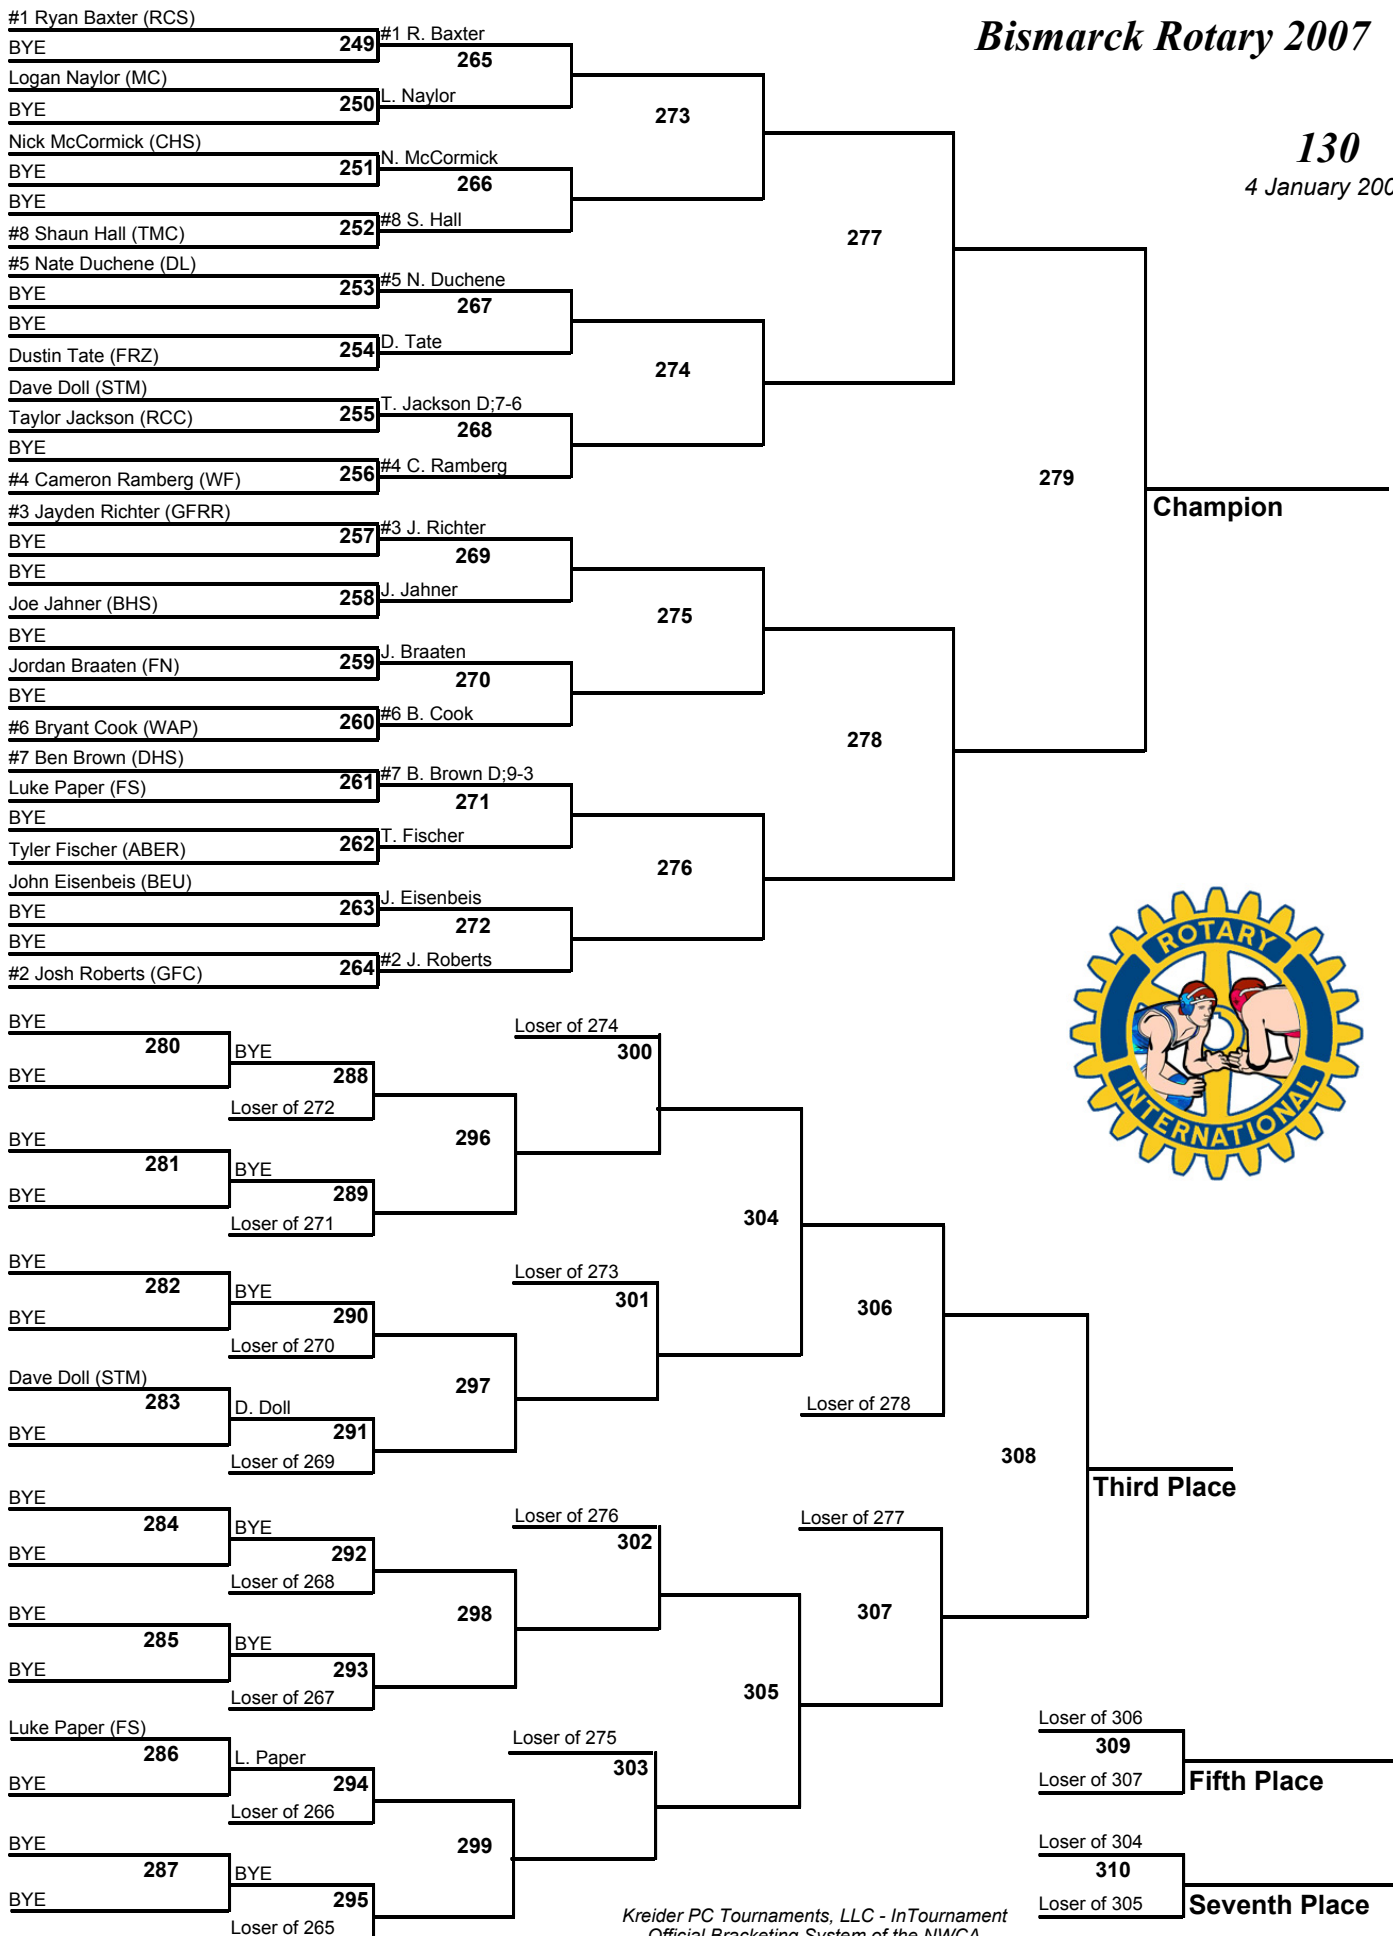 Bismarck Rotary 2007
130
4 January 200
#1 Ryan Baxter (RCS)
BYE
249
Logan Naylor (MC)
BYE
250
Nick McCormick (CHS)
BYE
251
BYE
#8 Shaun Hall (TMC)
252
#5 Nate Duchene (DL)
BYE
253
BYE
Dustin Tate (FRZ)
254
Dave Doll (STM)
Taylor Jackson (RCC)
255
BYE
#4 Cameron Ramberg (WF)
256
#3 Jayden Richter (GFRR)
BYE
257
BYE
Joe Jahner (BHS)
258
BYE
Jordan Braaten (FN)
259
BYE
#6 Bryant Cook (WAP)
260
#7 Ben Brown (DHS)
Luke Paper (FS)
261
BYE
Tyler Fischer (ABER)
262
John Eisenbeis (BEU)
BYE
263
BYE
#2 Josh Roberts (GFC)
264
#1 R. Baxter
265
L. Naylor
N. McCormick
266
#8 S. Hall
#5 N. Duchene
267
D. Tate
T. Jackson D;7-6
268
#4 C. Ramberg
#3 J. Richter
269
J. Jahner
J. Braaten
270
#6 B. Cook
#7 B. Brown D;9-3
271
T. Fischer
J. Eisenbeis
272
#2 J. Roberts
273
274
275
276
277
278
279
Champion
ROTARY
INTERNATIONAL
BYE
280
BYE
BYE
281
BYE
BYE
282
BYE
Dave Doll (STM)
283
BYE
BYE
284
BYE
BYE
285
BYE
Luke Paper (FS)
286
BYE
BYE
287
BYE
BYE
288
Loser of 272
BYE
289
Loser of 271
BYE
290
Loser of 270
D. Doll
291
Loser of 269
BYE
292
Loser of 268
BYE
293
Loser of 267
L. Paper
294
Loser of 266
BYE
295
Loser of 265
296
297
298
299
Loser of 274
300
Loser of 273
301
Loser of 276
302
Loser of 275
303
304
305
306
Loser of 278
Loser of 277
307
308
Third Place
Loser of 306
309
Loser of 307
Fifth Place
Loser of 304
310
Loser of 305
Seventh Place
Kreider PC Tournaments, LLC - InTournament
Official Bracketing System of the NWCA